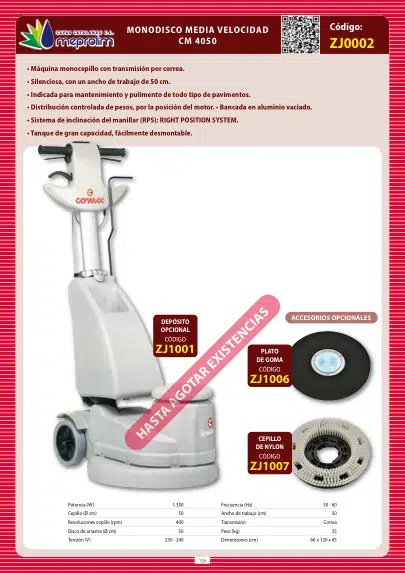 CATAS CATALANAS S.L.
meprolim
MONODISCO MEDIA VELOCIDAD
CM 4050
Código:
ZJ0002
• Máquina monocepillo con transmisión por correa.
• Silenciosa, con un ancho de trabajo de 50 cm.
• Indicada para mantenimiento y pulimento de todo tipo de pavimentos.
• Distribución controlada de pesos, por la posición del motor. • Bancada en aluminio vaciado.
• Sistema de inclinación del manillar (RPS): RIGHT POSITION SYSTEM.
• Tanque de gran capacidad, fácilmente desmontable.
comax
DEPÓSITO
OPCIONAL
CÓDIGO
ZJ1001
HASTA AGOTAR EXISTENCIAS
ACCESORIOS OPCIONALES
PLATO
DE GOMA
CÓDIGO
ZJ1006
CEPILLO
DE NYLON
CÓDIGO
ZJ1007
Potencia (W) 1.350 Frecuencia (Hz) 50 - 60
Cepillo (Ø cm) 50 Ancho de trabajo (cm) 50
Revoluciones cepillo (rpm) 400 Transmisión Correa
Disco de arrastre (Ø cm) 50 Peso (kg) 35
Tensión (V) 230 - 240 Dimensiones (cm) 66 x 120 x 45
106